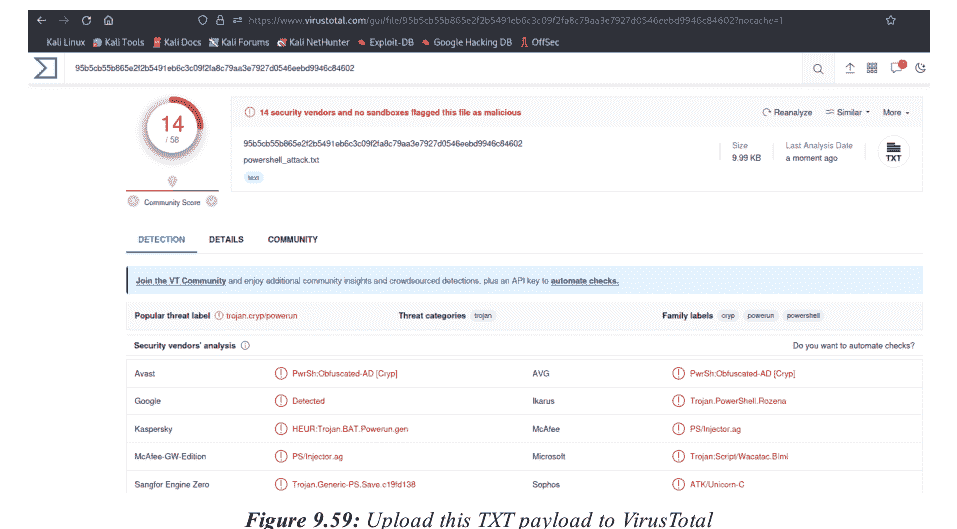 https://www.virustotal.com/gui/file/95b5cb55b865e2f2b5491eb6c3c09f2fa8c79aa3e7927d0546eebd9946c84602?nocache=1
Kali Linux Kali Tools Kali Docs Kali Forums Kali NetHunter Exploit-DB Google Hacking DB OffSec
95b5cb55b865e2f2b5491eb6c3c09f2fa8c79aa3e7927d0546eebd9946c84602
14
/ 58
Community Score
14 security vendors and no sandboxes flagged this file as malicious
Reanalyze Similar More
95b5cb55b865e2f2b5491eb6c3c09f2fa8c79aa3e7927d0546eebd9946c84602
powershell_attack.txt
text
Size
9.99 KB
Last Analysis Date
a moment ago
TXT
DETECTION DETAILS COMMUNITY
Join the VT Community and enjoy additional community insights and crowdsourced detections, plus an API key to automate checks.
Popular threat label trojan.cryp/powerun Threat categories trojan Family labels cryp powerun powershell
Security vendors' analysis Do you want to automate checks?
Avast PwrSh:Obfuscated-AD [Cryp] AVG PwrSh:Obfuscated-AD [Cryp]
Google Detected Ikarus Trojan.PowerShell.Rozena
Kaspersky HEUR:Trojan.BAT.Powerun.gen McAfee PS/Injector.ag
McAfee-GW-Edition PS/Injector.ag Microsoft Trojan:Script/Wacatac.B!ml
Sangfor Engine Zero Trojan.Generic-PS.Save.c19fd138 Sophos ATK/Unicorn-C
Figure 9.59: Upload this TXT payload to VirusTotal